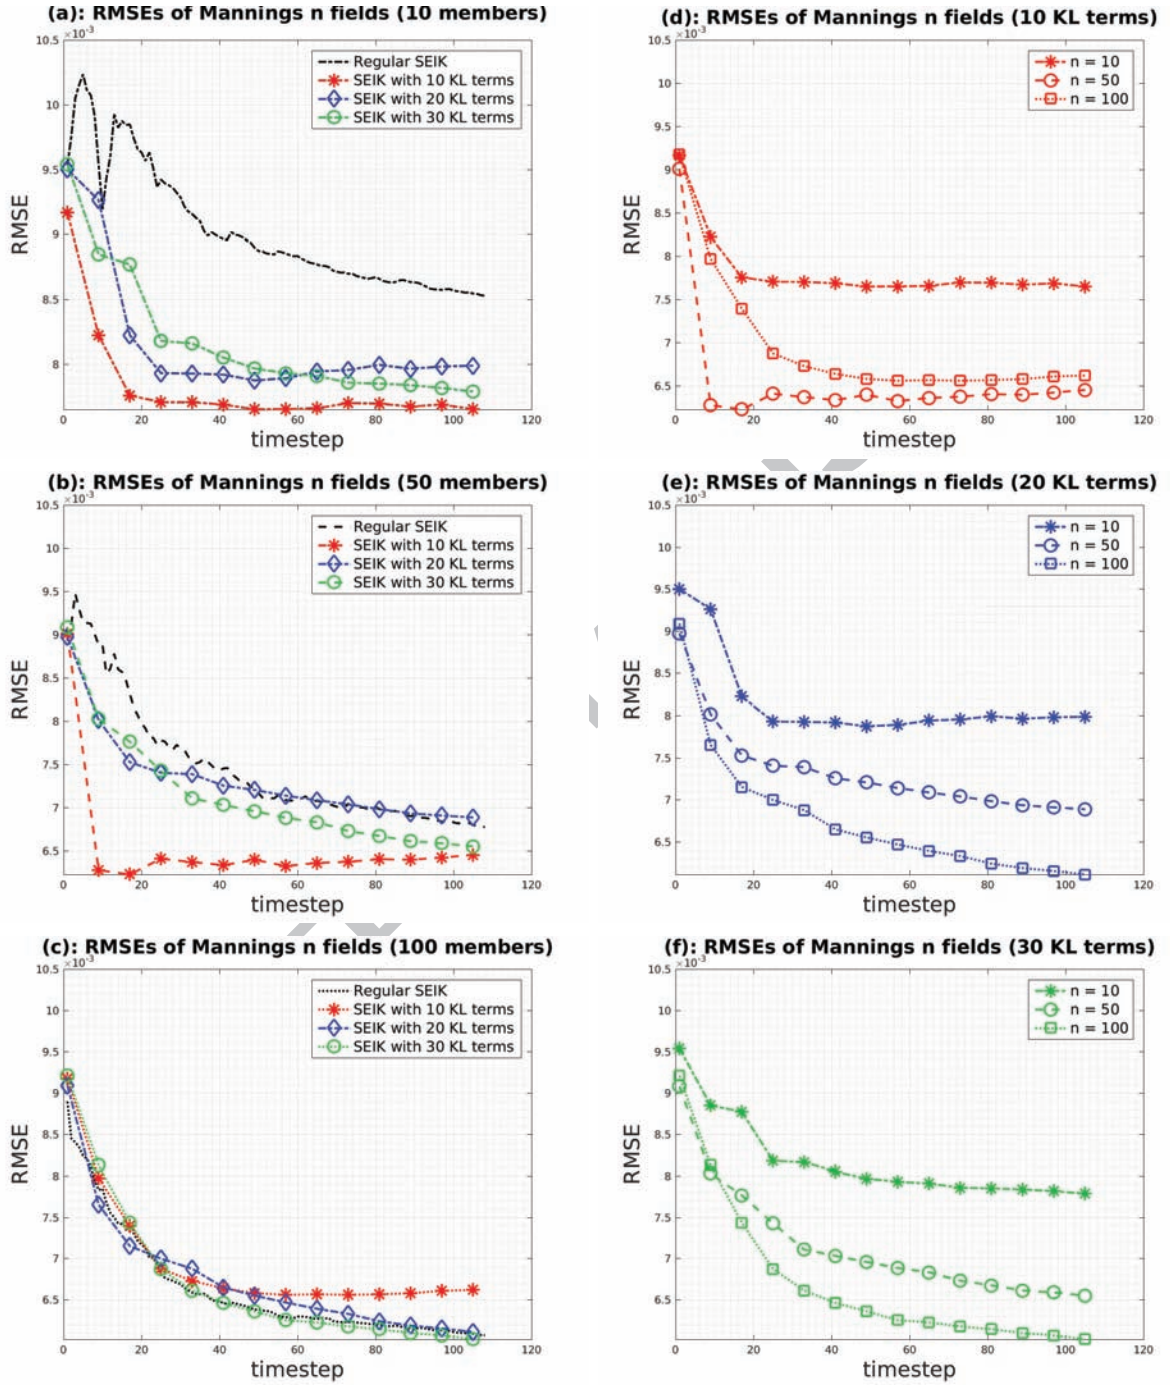 (a): RMSEs of Mannings n fields (10 members)
×10⁻³
10.5
10
9.5
9
8.5
8
RMSE
0 20 40 60 80 100 120
timestep
Regular SEIK
SEIK with 10 KL terms
SEIK with 20 KL terms
SEIK with 30 KL terms
(d): RMSEs of Mannings n fields (10 KL terms)
×10⁻³
10.5
10
9.5
9
8.5
8
7.5
7
6.5
RMSE
0 20 40 60 80 100 120
timestep
n = 10
n = 50
n = 100
(b): RMSEs of Mannings n fields (50 members)
×10⁻³
10.5
10
9.5
9
8.5
8
7.5
7
6.5
RMSE
0 20 40 60 80 100 120
timestep
Regular SEIK
SEIK with 10 KL terms
SEIK with 20 KL terms
SEIK with 30 KL terms
(e): RMSEs of Mannings n fields (20 KL terms)
×10⁻³
10.5
10
9.5
9
8.5
8
7.5
7
6.5
RMSE
0 20 40 60 80 100 120
timestep
n = 10
n = 50
n = 100
(c): RMSEs of Mannings n fields (100 members)
×10⁻³
10.5
10
9.5
9
8.5
8
7.5
7
6.5
RMSE
0 20 40 60 80 100 120
timestep
Regular SEIK
SEIK with 10 KL terms
SEIK with 20 KL terms
SEIK with 30 KL terms
(f): RMSEs of Mannings n fields (30 KL terms)
×10⁻³
10.5
10
9.5
9
8.5
8
7.5
7
6.5
RMSE
0 20 40 60 80 100 120
timestep
n = 10
n = 50
n = 100